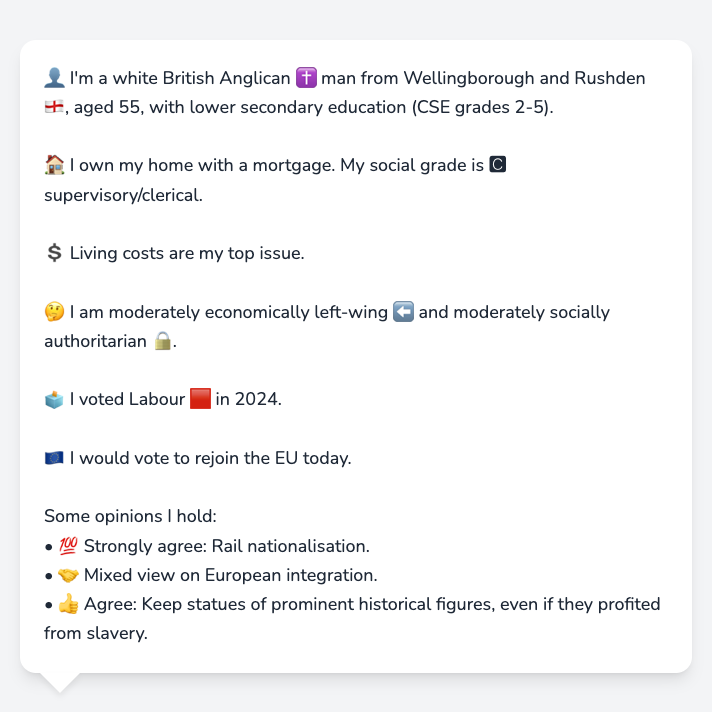 👤 I'm a white British Anglican ✝️ man from Wellingborough and Rushden
🏴󠁧󠁢󠁥󠁮󠁧󠁿, aged 55, with lower secondary education (CSE grades 2-5).
🏠 I own my home with a mortgage. My social grade is 🅲
supervisory/clerical.
💲 Living costs are my top issue.
🤔 I am moderately economically left-wing ⬅️ and moderately socially
authoritarian 🔒.
🗳️ I voted Labour 🟥 in 2024.
🇪🇺 I would vote to rejoin the EU today.
Some opinions I hold:
• 💯 Strongly agree: Rail nationalisation.
• 🤝 Mixed view on European integration.
• 👍 Agree: Keep statues of prominent historical figures, even if they profited
from slavery.